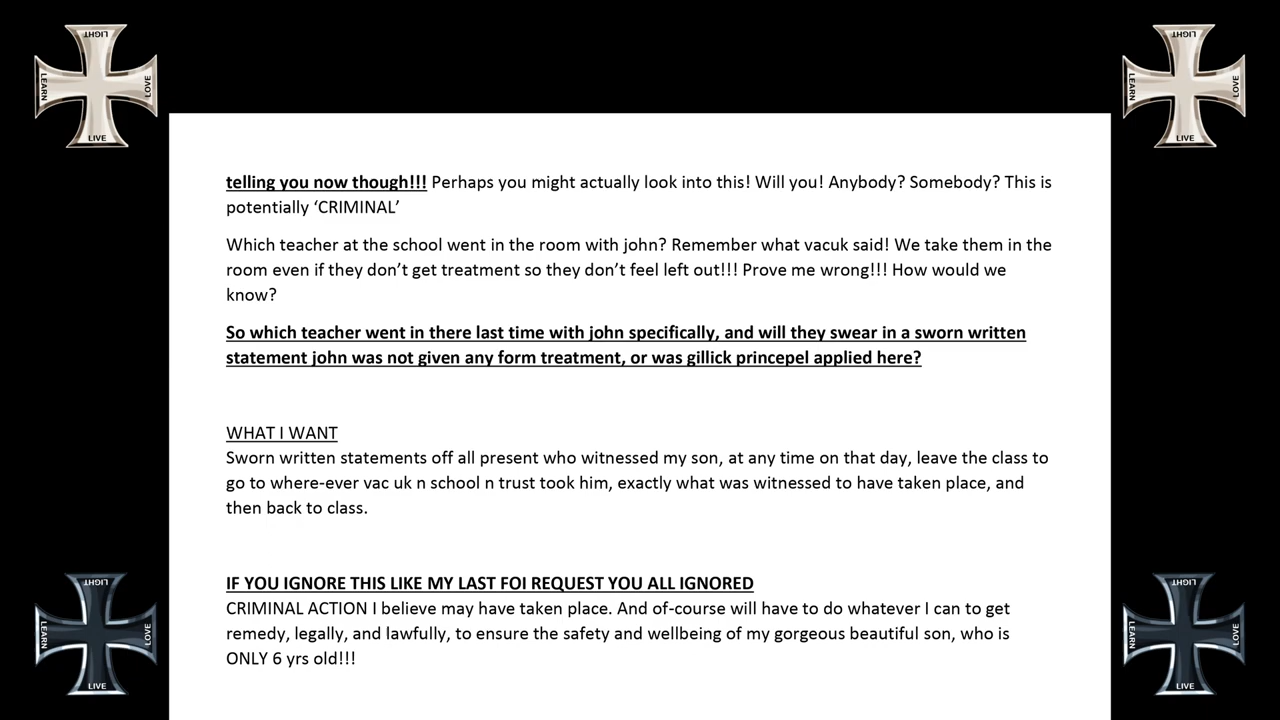 LIGHT
LEARN
LOVE
LIVE
LIGHT
LEARN
LOVE
LIVE
telling you now though!!! Perhaps you might actually look into this! Will you! Anybody? Somebody? This is
potentially ‘CRIMINAL’
Which teacher at the school went in the room with john? Remember what vacuk said! We take them in the
room even if they don’t get treatment so they don’t feel left out!!! Prove me wrong!!! How would we
know?
So which teacher went in there last time with john specifically, and will they swear in a sworn written
statement john was not given any form treatment, or was gillick princepel applied here?
WHAT I WANT
Sworn written statements off all present who witnessed my son, at any time on that day, leave the class to
go to where-ever vac uk n school n trust took him, exactly what was witnessed to have taken place, and
then back to class.
IF YOU IGNORE THIS LIKE MY LAST FOI REQUEST YOU ALL IGNORED
CRIMINAL ACTION I believe may have taken place. And of-course will have to do whatever I can to get
remedy, legally, and lawfully, to ensure the safety and wellbeing of my gorgeous beautiful son, who is
ONLY 6 yrs old!!!
LIGHT
LEARN
LOVE
LIVE
LIGHT
LEARN
LOVE
LIVE